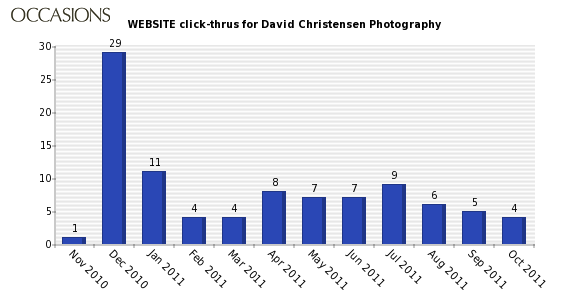 OCCASIONS
WEBSITE click-thrus for David Christensen Photography
30
25
20
15
10
5
0
1
29
11
4
4
8
7
7
9
6
5
4
Nov 2010
Dec 2010
Jan 2011
Feb 2011
Mar 2011
Apr 2011
May 2011
Jun 2011
Jul 2011
Aug 2011
Sep 2011
Oct 2011